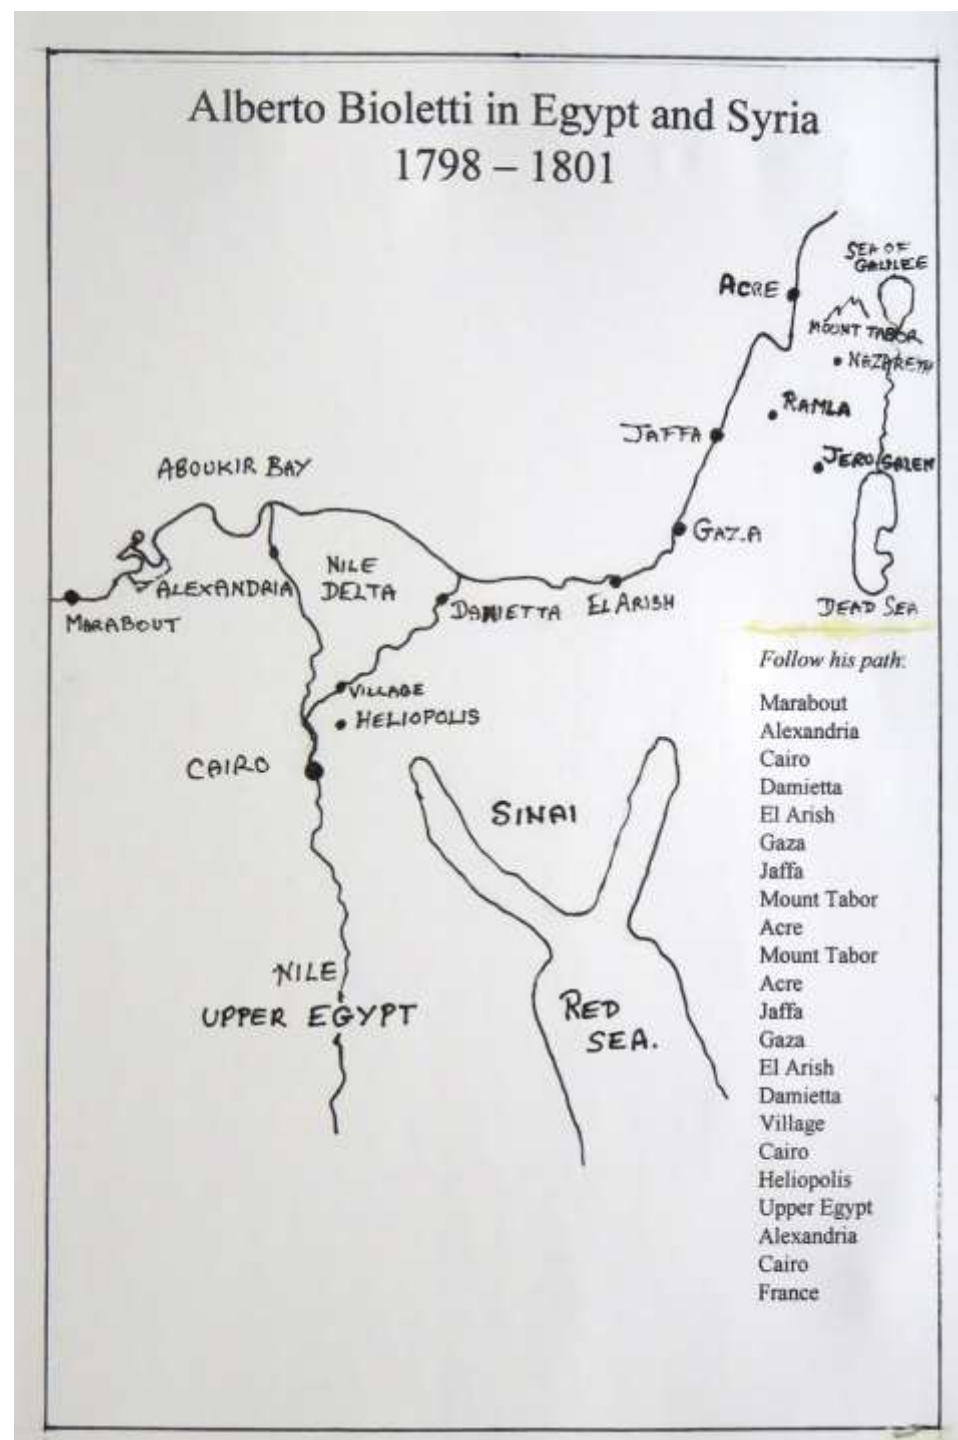 Alberto Bioletti in Egypt and Syria
1798 – 1801
SEA OF
GALILEE
ACRE
MOUNT TABOR
NAZARETH
RAMLA
JAFFA
JERUSALEM
ABOUKIR BAY
GAZA
NILE
DELTA
ALEXANDRIA
DAMIETTA
EL ARISH
DEAD SEA
MARABOUT
VILLAGE
HELIOPOLIS
CAIRO
SINAI
NILE
UPPER EGYPT
RED
SEA.
Follow his path:
Marabout
Alexandria
Cairo
Damietta
El Arish
Gaza
Jaffa
Mount Tabor
Acre
Mount Tabor
Acre
Jaffa
Gaza
El Arish
Damietta
Village
Cairo
Heliopolis
Upper Egypt
Alexandria
Cairo
France